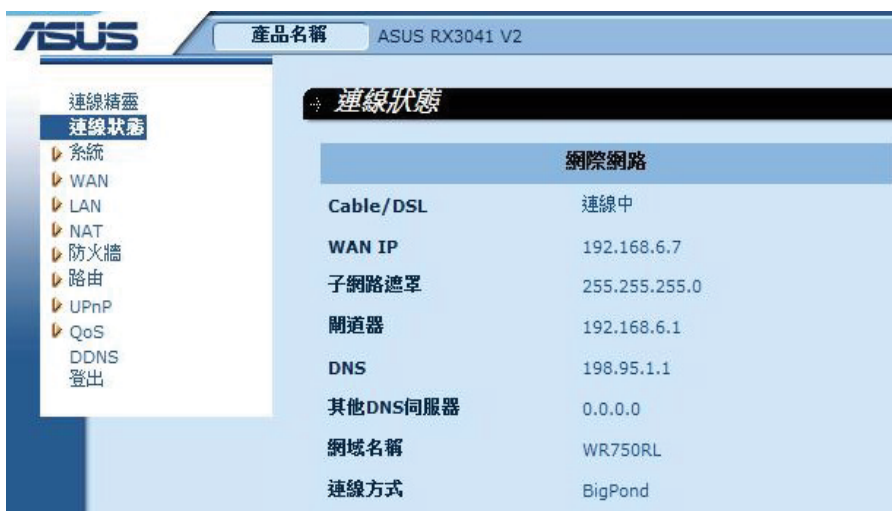 ASUS
產品名稱 ASUS RX3041 V2
連線精靈
連線狀態
系統
WAN
LAN
NAT
防火牆
路由
UPnP
QoS
DDNS
登出
連線狀態
網際網路
Cable/DSL 連線中
WAN IP 192.168.6.7
子網路遮罩 255.255.255.0
閘道器 192.168.6.1
DNS 198.95.1.1
其他DNS伺服器 0.0.0.0
網域名稱 WR750RL
連線方式 BigPond